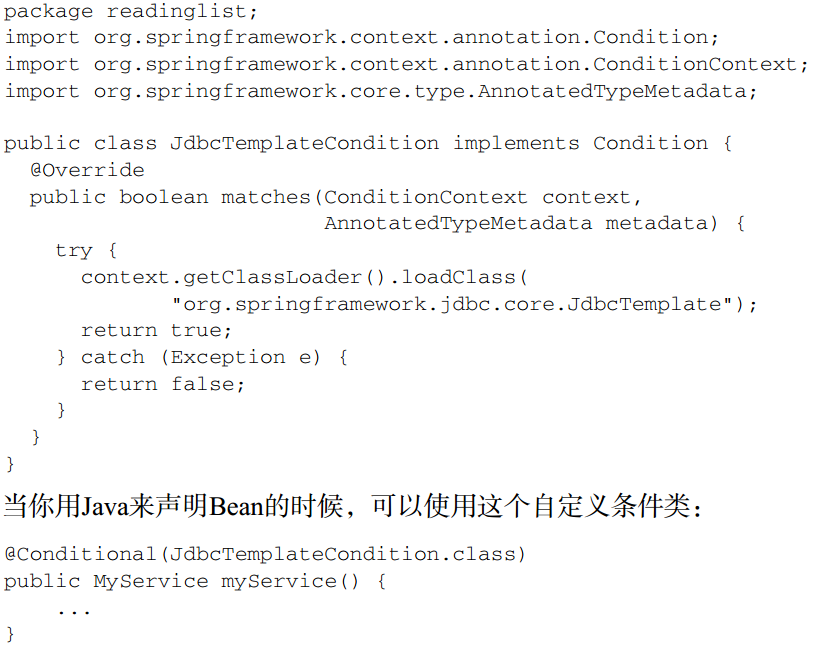 package readinglist;
import org.springframework.context.annotation.Condition;
import org.springframework.context.annotation.ConditionContext;
import org.springframework.core.type.AnnotatedTypeMetadata;

public class JdbcTemplateCondition implements Condition {
  @Override
  public boolean matches(ConditionContext context,
                         AnnotatedTypeMetadata metadata) {
    try {
      context.getClassLoader().loadClass(
             "org.springframework.jdbc.core.JdbcTemplate");
      return true;
    } catch (Exception e) {
      return false;
    }
  }
}
当你用Java来声明Bean的时候，可以使用这个自定义条件类：
@Conditional(JdbcTemplateCondition.class)
public MyService myService() {
    ...
}